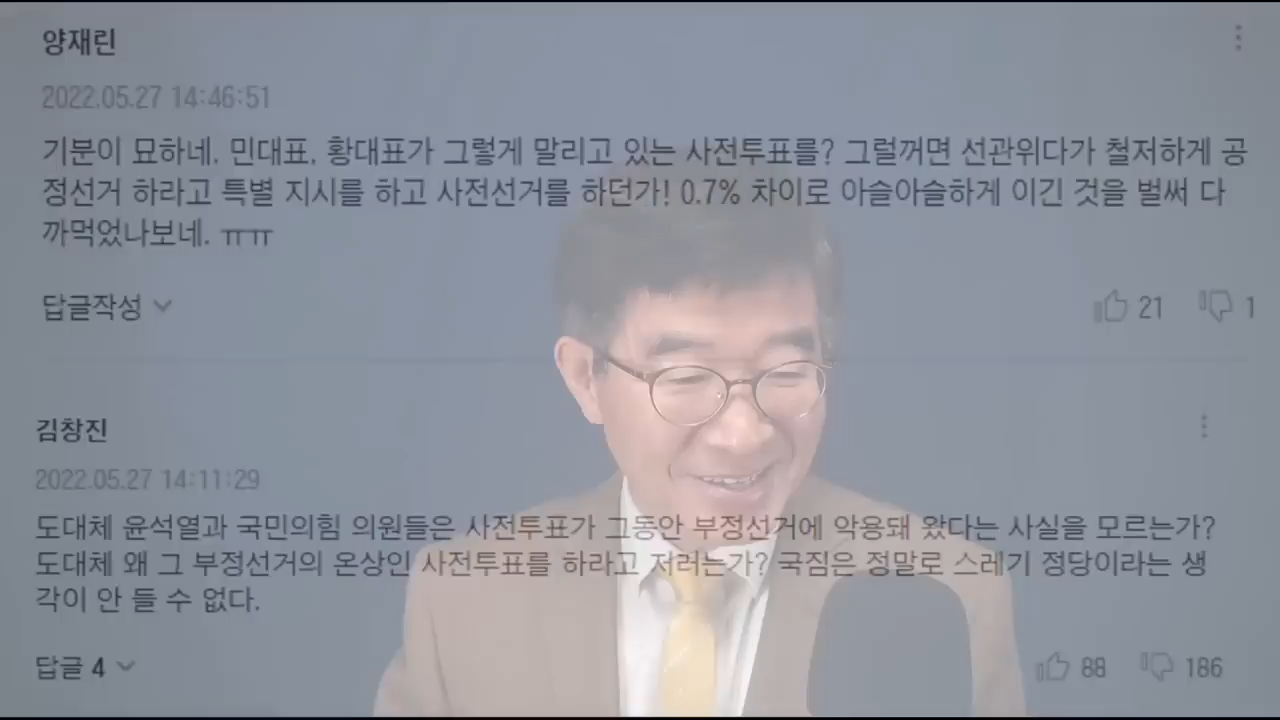 양재린
2022.05.27 14:46:51
기분이 묘하네. 민대표, 황대표가 그렇게 말리고 있는 사전투표를? 그럴꺼면 선관위다가 철저하게 공
정선거 하라고 특별 지시를 하고 사전선거를 하던가! 0.7% 차이로 아슬아슬하게 이긴 것을 벌써 다
까먹었나보네. ㅠㅠ
답글작성
21
1
김창진
2022.05.27 14:11:29
도대체 윤석열과 국민의힘 의원들은 사전투표가 그동안 부정선거에 악용돼 왔다는 사실을 모르는가?
도대체 왜 그 부정선거의 온상인 사전투표를 하라고 저러는가? 국짐은 정말로 스레기 정당이라는 생
각이 안 들 수 없다.
답글 4
88
186